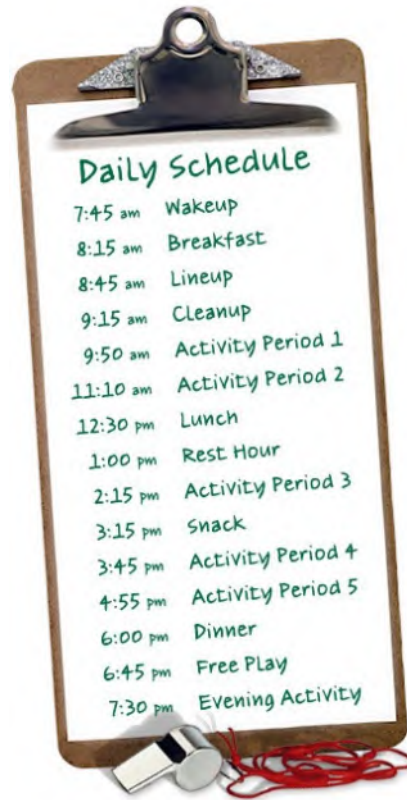 Daily Schedule
7:45 am Wakeup
8:15 am Breakfast
8:45 am Lineup
9:15 am Cleanup
9:50 am Activity Period 1
11:10 am Activity Period 2
12:30 pm Lunch
1:00 pm Rest Hour
2:15 pm Activity Period 3
3:15 pm Snack
3:45 pm Activity Period 4
4:55 pm Activity Period 5
6:00 pm Dinner
6:45 pm Free Play
7:30 pm Evening Activity